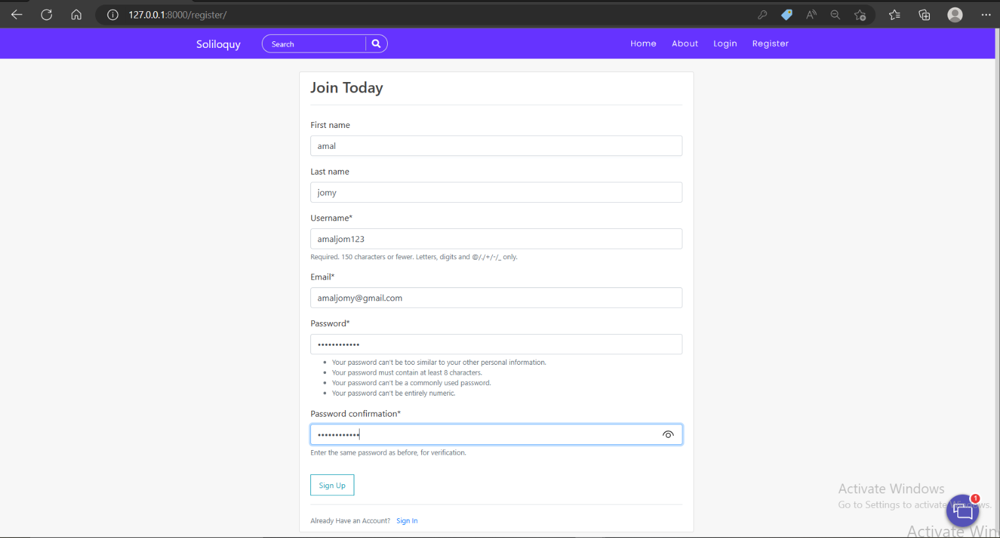 127.0.0.1:8000/register/
Soliloquy
Search
Home
About
Login
Register
Join Today
First name
amal
Last name
jomy
Username*
amaljom123
Required. 150 characters or fewer. Letters, digits and @/./+/-/_ only.
Email*
amaljomy@gmail.com
Password*
••••••••••••
• Your password can't be too similar to your other personal information.
• Your password must contain at least 8 characters.
• Your password can't be a commonly used password.
• Your password can't be entirely numeric.
Password confirmation*
••••••••••••
Enter the same password as before, for verification.
Sign Up
Already Have an Account? Sign In
Activate Windows
Go to Settings to activate Windows.
1
Activate Win